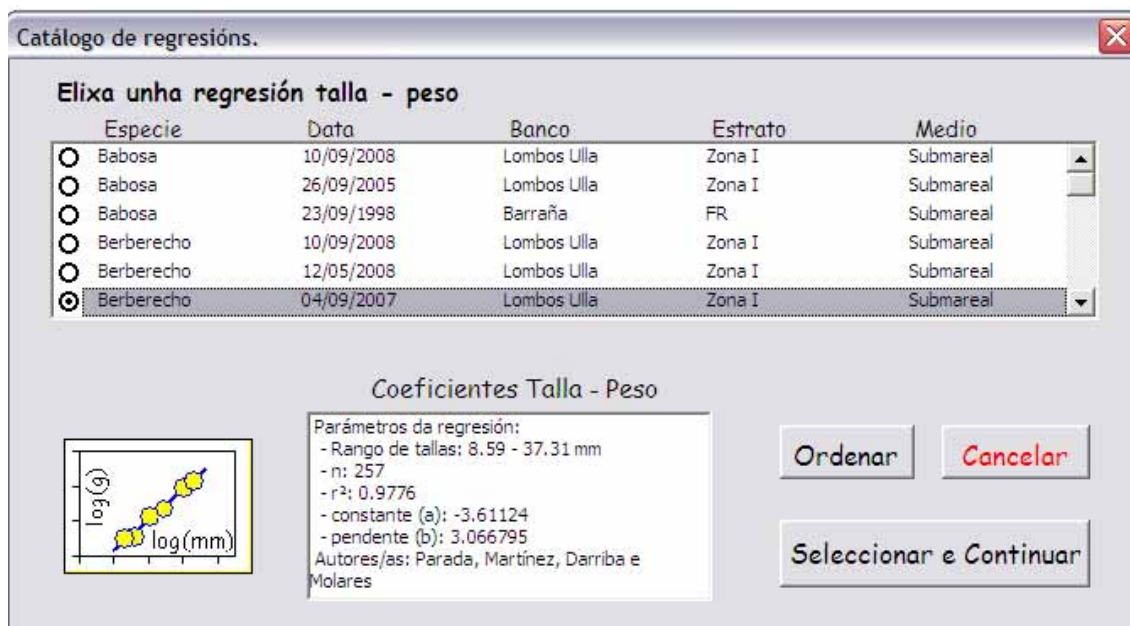 Catálogo de regresións.
Elixa unha regresión talla - peso
Especie Data Banco Estrato Medio
Babosa 10/09/2008 Lombos Ulla Zona I Submareal
Babosa 26/09/2005 Lombos Ulla Zona I Submareal
Babosa 23/09/1998 Barraña FR Submareal
Berberecho 10/09/2008 Lombos Ulla Zona I Submareal
Berberecho 12/05/2008 Lombos Ulla Zona I Submareal
Berberecho 04/09/2007 Lombos Ulla Zona I Submareal
Coeficientes Talla - Peso
Parámetros da regresión:
- Rango de tallas: 8.59 - 37.31 mm
- n: 257
- r²: 0.9776
- constante (a): -3.61124
- pendente (b): 3.066795
Autores/as: Parada, Martínez, Darriba e
Molares
log(g)
log(mm)
Ordenar
Cancelar
Seleccionar e Continuar